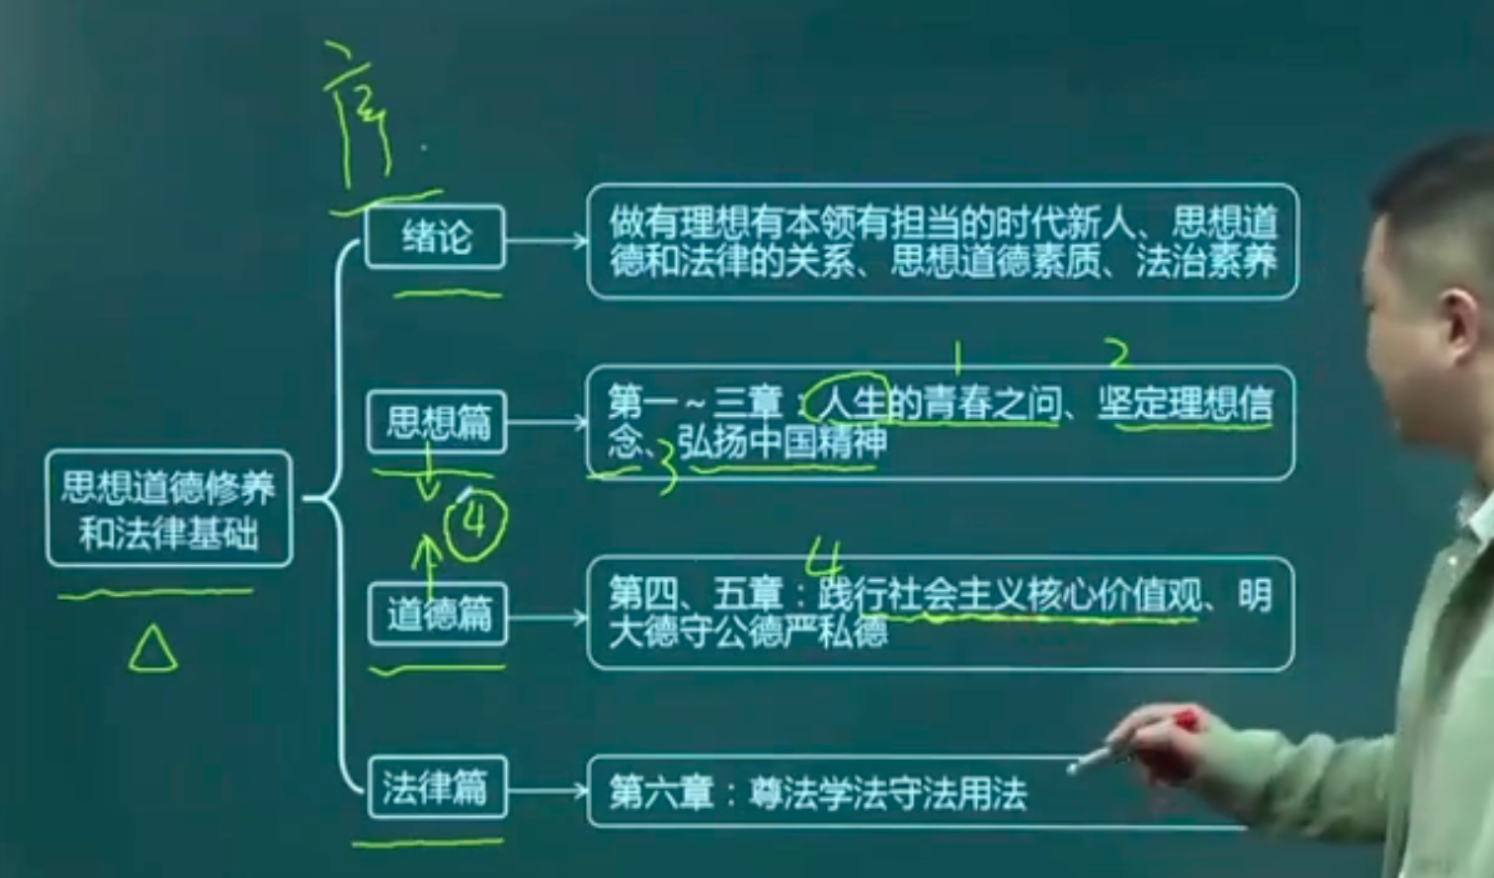 序
绪论
做有理想有本领有担当的时代新人、思想道
德和法律的关系、思想道德素质、法治素养
1 2
思想篇
第一~三章：人生的青春之问、坚定理想信
念、3弘扬中国精神
思想道德修养
和法律基础
④
4
道德篇
第四、五章：践行社会主义核心价值观、明
大德守公德严私德
法律篇
第六章：尊法学法守法用法